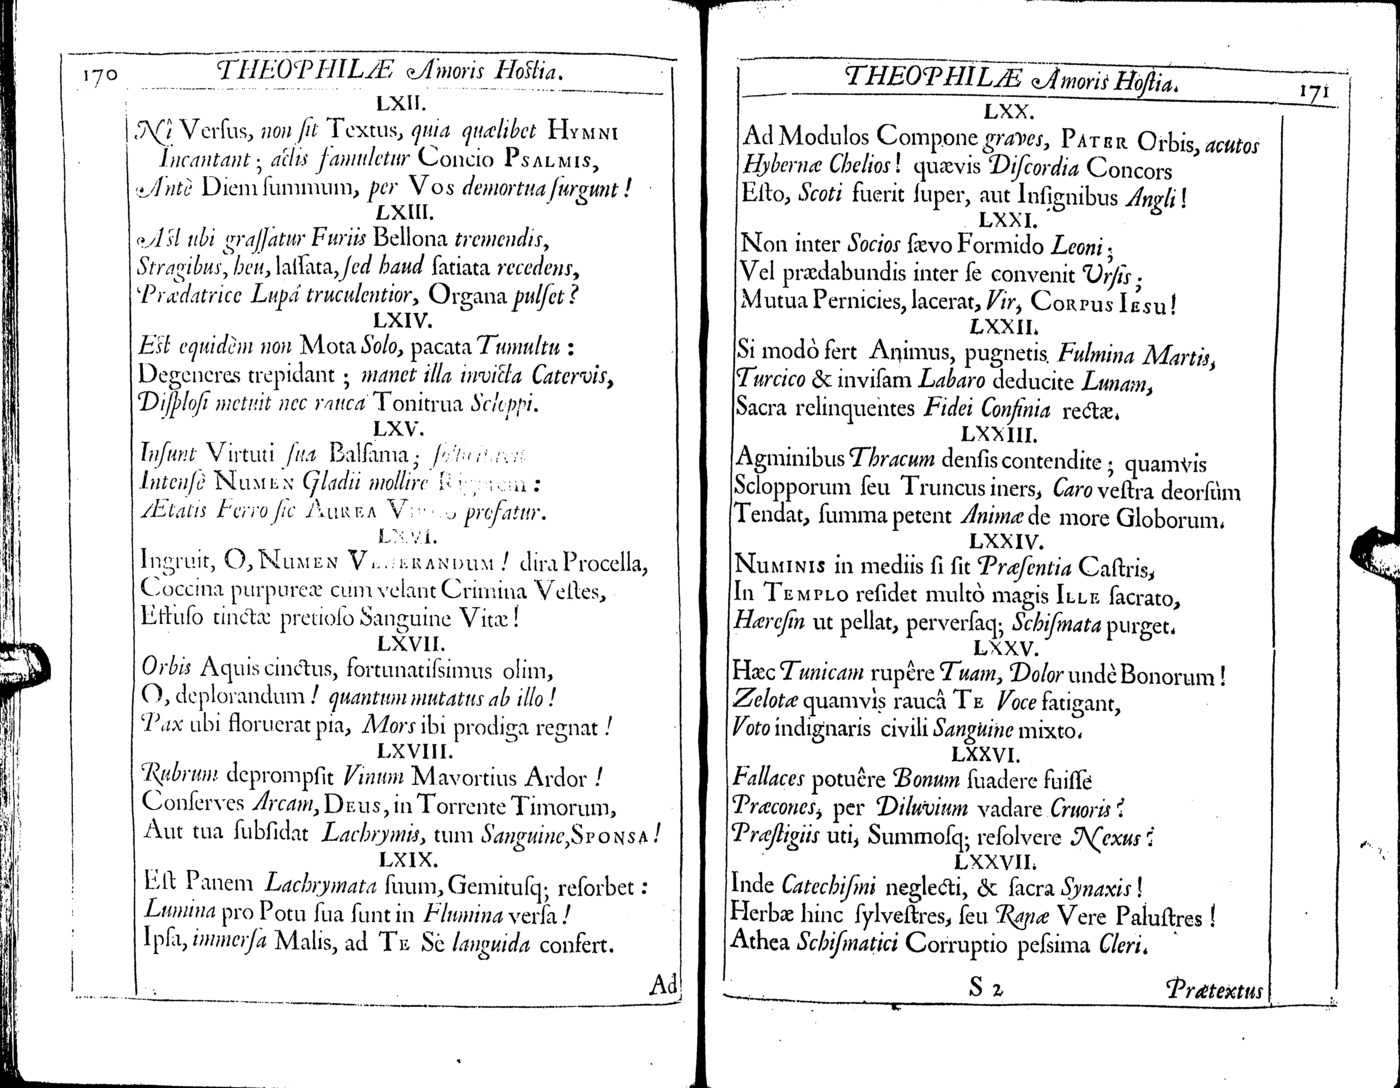 170 THEOPHILÆ Amoris Hostia.
LXII.
Nî Versus, non sit Textus, quia quælibet HYMNI
Incantant; actis famuletur Concio PSALMIS,
Antè Diem summum, per Vos demortua surgunt!
LXIII.
Ast ubi grassatur Furiis Bellona tremendis,
Stragibus, heu, lassata, sed haud satiata recedens,
Prædatrice Lupâ truculentior, Organa pulset?
LXIV.
Est equidèm non Mota Solo, pacata Tumultu:
Degeneres trepidant; manet illa invicta Catervis,
Displosi metuit nec rauca Tonitrua Scloppi.
LXV.
Insunt Virtuti sua Balsama;
Intensè NUMEN Gladii mollire :
Ætatis Ferro sic AUREA profatur.
LXVI.
Ingruit, O, NUMEN VENERANDUM! dira Procella,
Coccina purpureæ cum velant Crimina Vestes,
Effuso tinctæ pretioso Sanguine Vitæ!
LXVII.
Orbis Aquis cinctus, fortunatissimus olim,
O, deplorandum! quantum mutatus ab illo!
Pax ubi floruerat pia, Mors ibi prodiga regnat!
LXVIII.
Rubrum deprompsit Vinum Mavortius Ardor!
Conserves Arcam, DEUS, in Torrente Timorum,
Aut tua subsidat Lachrymis, tum Sanguine, SPONSA!
LXIX.
Est Panem Lachrymata suum, Gemitusq; resorbet:
Lumina pro Potu sua sunt in Flumina versa!
Ipsa, immersa Malis, ad TE Se languida confert.
Ad
THEOPHILÆ Amoris Hostia. 171
LXX.
Ad Modulos Compone graves, PATER Orbis, acutos
Hybernæ Chelios! quævis Discordia Concors
Esto, Scoti fuerit super, aut Insignibus Angli!
LXXI.
Non inter Socios sævo Formido Leoni;
Vel prædabundis inter se convenit Ursis;
Mutua Pernicies, lacerat, Vir, CORPUS IESU!
LXXII.
Si modò fert Animus, pugnetis Fulmina Martis,
Turcico & invisam Labaro deducite Lunam,
Sacra relinquentes Fidei Confinia rectæ.
LXXIII.
Agminibus Thracum densis contendite; quamvis
Sclopporum seu Truncus iners, Caro vestra deorsùm
Tendat, summa petent Animæ de more Globorum.
LXXIV.
NUMINIS in mediis si sit Præsentia Castris,
In TEMPLO residet multò magis ILLE sacrato,
Hæresin ut pellat, perversaq; Schismata purget.
LXXV.
Hæc Tunicam rupêre Tuam, Dolor undè Bonorum!
Zelotæ quamvis raucâ TE Voce fatigant,
Voto indignaris civili Sanguine mixto.
LXXVI.
Fallaces potuêre Bonum suadere fuisse
Præcones, per Diluvium vadare Cruoris?
Præstigiis uti, Summosq; resolvere Nexus?
LXXVII.
Inde Catechismi neglecti, & sacra Synaxis!
Herbæ hinc sylvestres, seu Ranæ Vere Palustres!
Athea Schismatici Corruptio pessima Cleri.
S 2 Prætextus